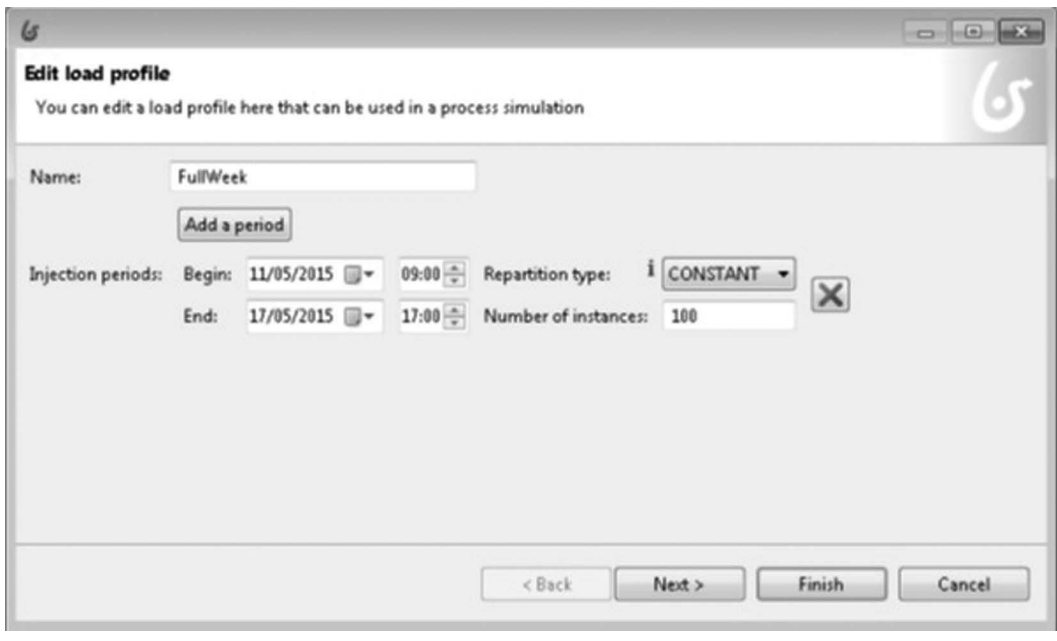 Edit load profile
You can edit a load profile here that can be used in a process simulation
Name: FullWeek
Add a period
Injection periods: Begin: 11/05/2015 09:00 Repartition type: i CONSTANT
End: 17/05/2015 17:00 Number of instances: 100
< Back Next > Finish Cancel